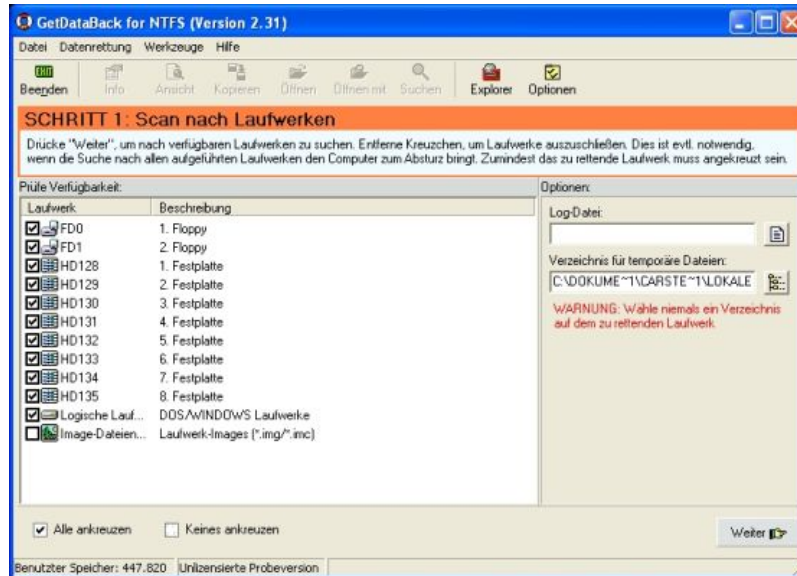 GetDataBack for NTFS (Version 2.31)
Datei Datenrettung Werkzeuge Hilfe
Beenden Info Ansicht Kopieren Öffnen Öffnen mit Suchen Explorer Optionen
SCHRITT 1: Scan nach Laufwerken
Drücke "Weiter", um nach verfügbaren Laufwerken zu suchen. Entferne Kreuzchen, um Laufwerke auszuschließen. Dies ist evtl. notwendig,
wenn die Suche nach allen aufgeführten Laufwerken den Computer zum Absturz bringt. Zumindest das zu rettende Laufwerk muss angekreuzt sein.
Prüfe Verfügbarkeit:
Laufwerk Beschreibung
FD0 1. Floppy
FD1 2. Floppy
HD128 1. Festplatte
HD129 2. Festplatte
HD130 3. Festplatte
HD131 4. Festplatte
HD132 5. Festplatte
HD133 6. Festplatte
HD134 7. Festplatte
HD135 8. Festplatte
Logische Lauf... DOS/WINDOWS Laufwerke
Image-Dateien... Laufwerk-Images (*.img/*.imc)
Optionen:
Log-Datei:
Verzeichnis für temporäre Dateien:
C:\DOKUME~1\CARSTE~1\LOKALE
WARNUNG: Wähle niemals ein Verzeichnis
auf dem zu rettenden Laufwerk
Alle ankreuzen Keines ankreuzen
Weiter
Benutzter Speicher: 447.820 Unlizensierte Probeversion